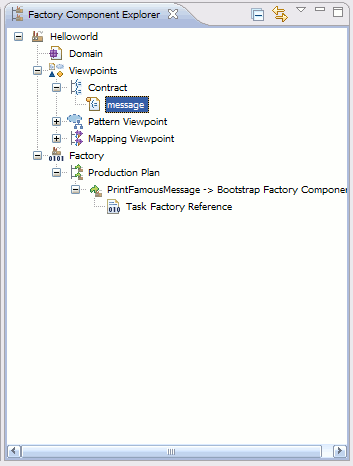 Factory Component Explorer
Helloworld
Domain
Viewpoints
Contract
message
Pattern Viewpoint
Mapping Viewpoint
Factory
Production Plan
PrintFamousMessage -> Bootstrap Factory Compone
Task Factory Reference